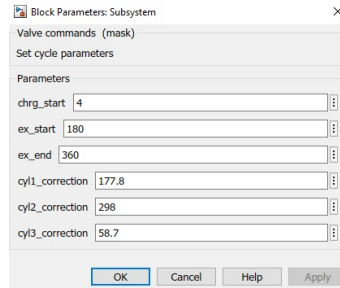 Block Parameters: Subsystem
Valve commands (mask)
Set cycle parameters
Parameters
chrg_start 4
ex_start 180
ex_end 360
cyl1_correction 177.8
cyl2_correction 298
cyl3_correction 58.7
OK Cancel Help Apply